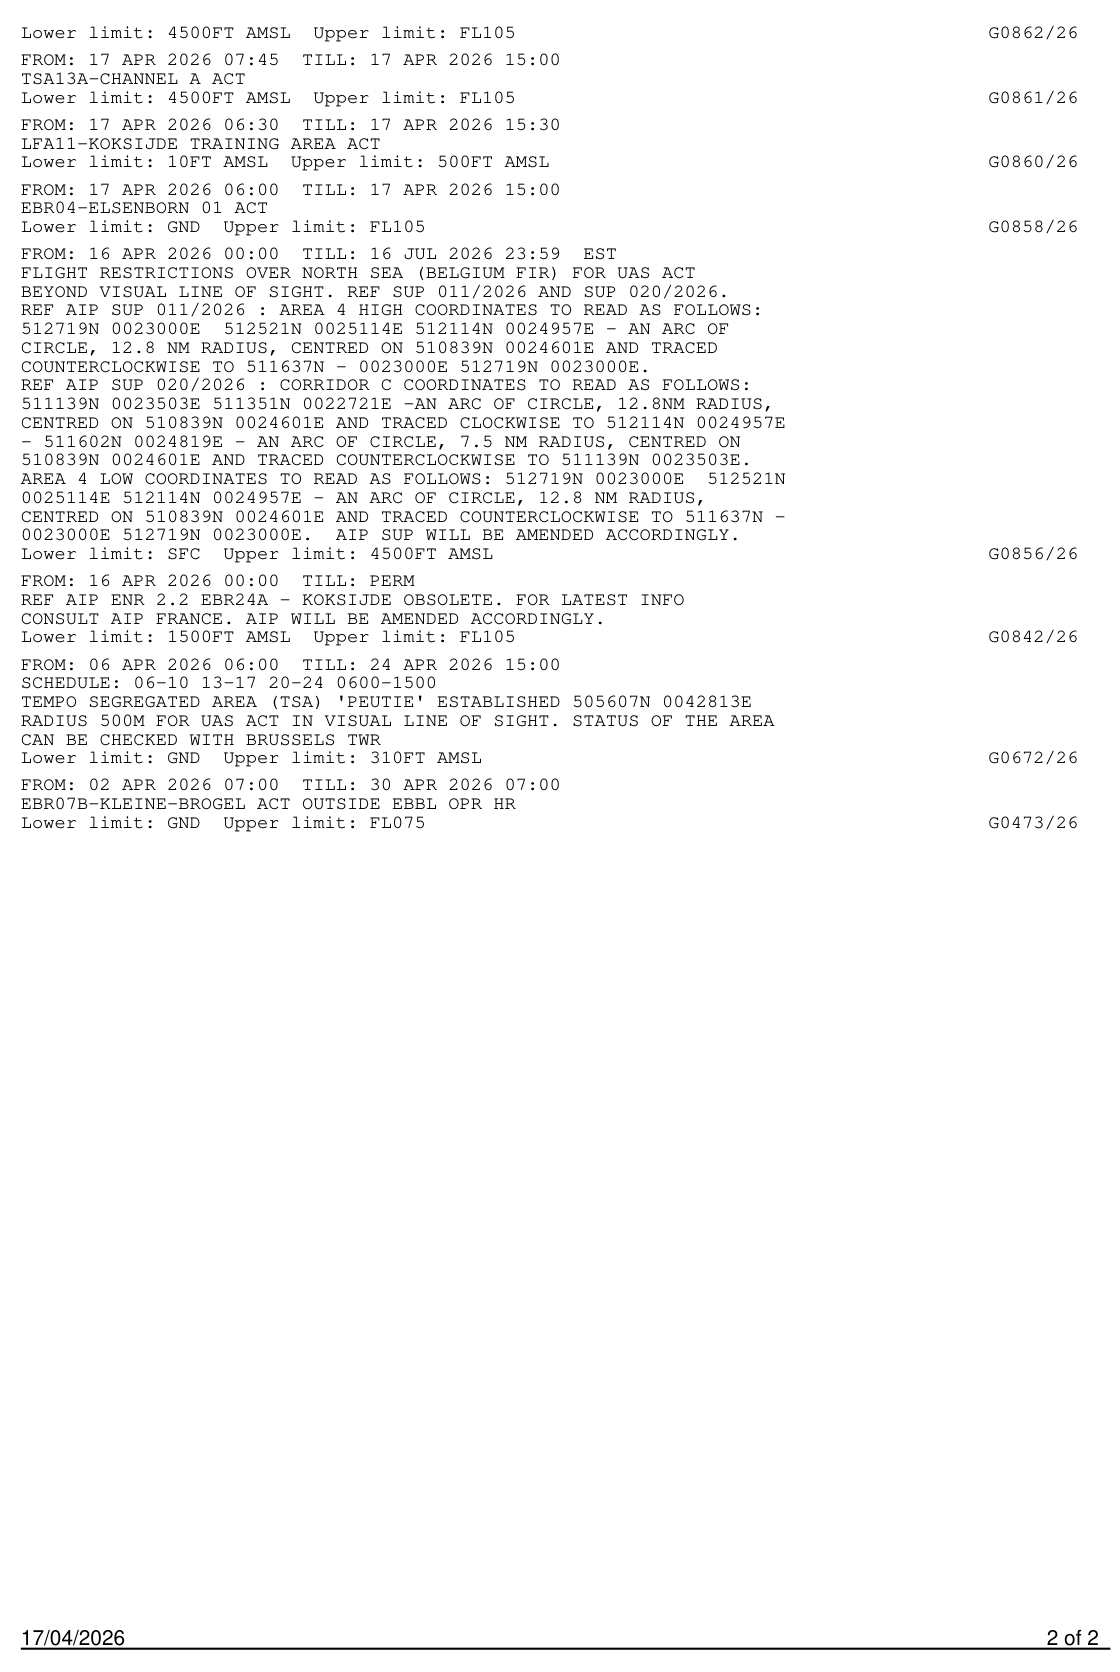 Lower limit: 4500FT AMSL  Upper limit: FL105 G0862/26
FROM: 17 APR 2026 07:45  TILL: 17 APR 2026 15:00
TSA13A-CHANNEL A ACT
Lower limit: 4500FT AMSL  Upper limit: FL105 G0861/26
FROM: 17 APR 2026 06:30  TILL: 17 APR 2026 15:30
LFA11-KOKSIJDE TRAINING AREA ACT
Lower limit: 10FT AMSL  Upper limit: 500FT AMSL G0860/26
FROM: 17 APR 2026 06:00  TILL: 17 APR 2026 15:00
EBR04-ELSENBORN 01 ACT
Lower limit: GND  Upper limit: FL105 G0858/26
FROM: 16 APR 2026 00:00  TILL: 16 JUL 2026 23:59  EST
FLIGHT RESTRICTIONS OVER NORTH SEA (BELGIUM FIR) FOR UAS ACT
BEYOND VISUAL LINE OF SIGHT. REF SUP 011/2026 AND SUP 020/2026.
REF AIP SUP 011/2026 : AREA 4 HIGH COORDINATES TO READ AS FOLLOWS:
512719N 0023000E  512521N 0025114E 512114N 0024957E - AN ARC OF
CIRCLE, 12.8 NM RADIUS, CENTRED ON 510839N 0024601E AND TRACED
COUNTERCLOCKWISE TO 511637N - 0023000E 512719N 0023000E.
REF AIP SUP 020/2026 : CORRIDOR C COORDINATES TO READ AS FOLLOWS:
511139N 0023503E 511351N 0022721E -AN ARC OF CIRCLE, 12.8NM RADIUS,
CENTRED ON 510839N 0024601E AND TRACED CLOCKWISE TO 512114N 0024957E
- 511602N 0024819E - AN ARC OF CIRCLE, 7.5 NM RADIUS, CENTRED ON
510839N 0024601E AND TRACED COUNTERCLOCKWISE TO 511139N 0023503E.
AREA 4 LOW COORDINATES TO READ AS FOLLOWS: 512719N 0023000E  512521N
0025114E 512114N 0024957E - AN ARC OF CIRCLE, 12.8 NM RADIUS,
CENTRED ON 510839N 0024601E AND TRACED COUNTERCLOCKWISE TO 511637N -
0023000E 512719N 0023000E.  AIP SUP WILL BE AMENDED ACCORDINGLY.
Lower limit: SFC  Upper limit: 4500FT AMSL G0856/26
FROM: 16 APR 2026 00:00  TILL: PERM
REF AIP ENR 2.2 EBR24A - KOKSIJDE OBSOLETE. FOR LATEST INFO
CONSULT AIP FRANCE. AIP WILL BE AMENDED ACCORDINGLY.
Lower limit: 1500FT AMSL  Upper limit: FL105 G0842/26
FROM: 06 APR 2026 06:00  TILL: 24 APR 2026 15:00
SCHEDULE: 06-10 13-17 20-24 0600-1500
TEMPO SEGREGATED AREA (TSA) 'PEUTIE' ESTABLISHED 505607N 0042813E
RADIUS 500M FOR UAS ACT IN VISUAL LINE OF SIGHT. STATUS OF THE AREA
CAN BE CHECKED WITH BRUSSELS TWR
Lower limit: GND  Upper limit: 310FT AMSL G0672/26
FROM: 02 APR 2026 07:00  TILL: 30 APR 2026 07:00
EBR07B-KLEINE-BROGEL ACT OUTSIDE EBBL OPR HR
Lower limit: GND  Upper limit: FL075 G0473/26
17/04/2026 2 of 2